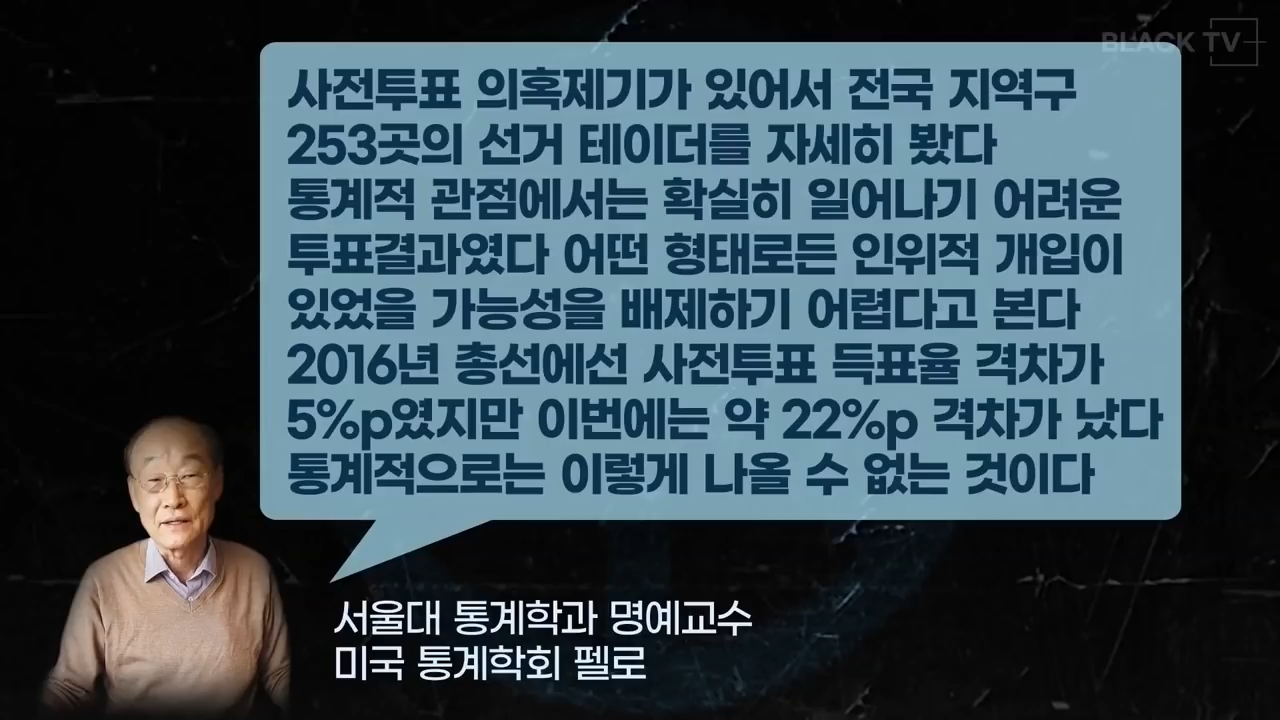 BLACK TV
사전투표 의혹제기가 있어서 전국 지역구
253곳의 선거 테이더를 자세히 봤다
통계적 관점에서는 확실히 일어나기 어려운
투표결과였다 어떤 형태로든 인위적 개입이
있었을 가능성을 배제하기 어렵다고 본다
2016년 총선에선 사전투표 득표율 격차가
5%p였지만 이번에는 약 22%p 격차가 났다
통계적으로는 이렇게 나올 수 없는 것이다
서울대 통계학과 명예교수
미국 통계학회 펠로